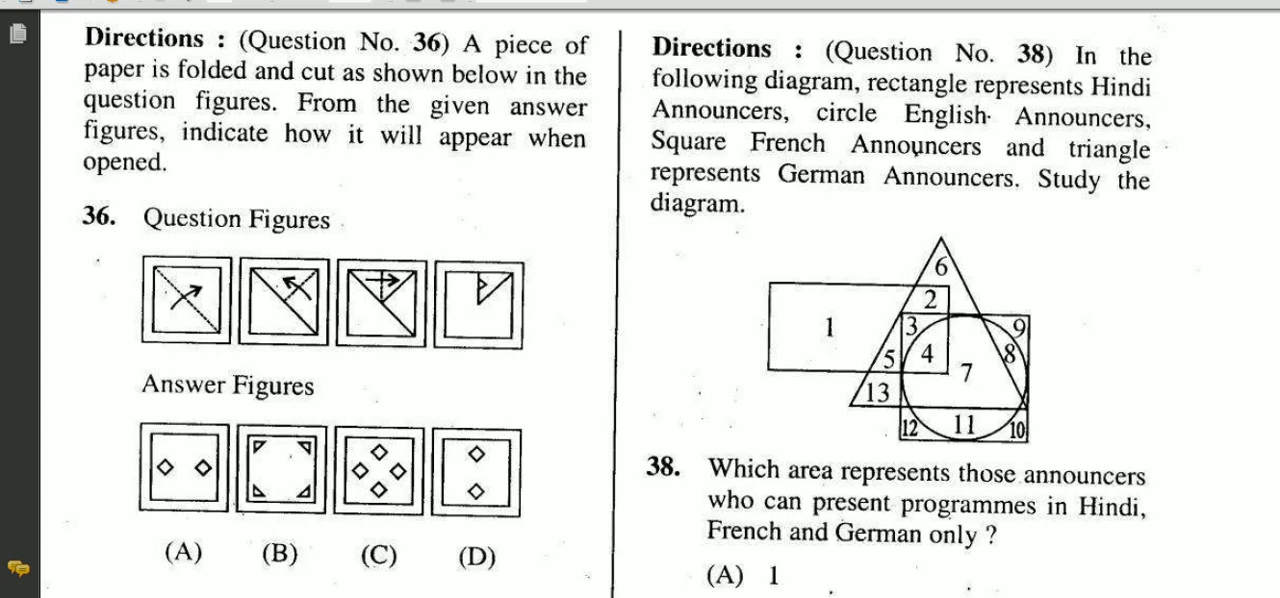 Directions : (Question No. 36) A piece of
paper is folded and cut as shown below in the
question figures. From the given answer
figures, indicate how it will appear when
opened.
36. Question Figures
Answer Figures
(A) (B) (C) (D)
Directions : (Question No. 38) In the
following diagram, rectangle represents Hindi
Announcers, circle English Announcers,
Square French Announcers and triangle
represents German Announcers. Study the
diagram.
6
2
1 3 9
5 4 7 8
13
12 11 10
38. Which area represents those announcers
who can present programmes in Hindi,
French and German only ?
(A) 1